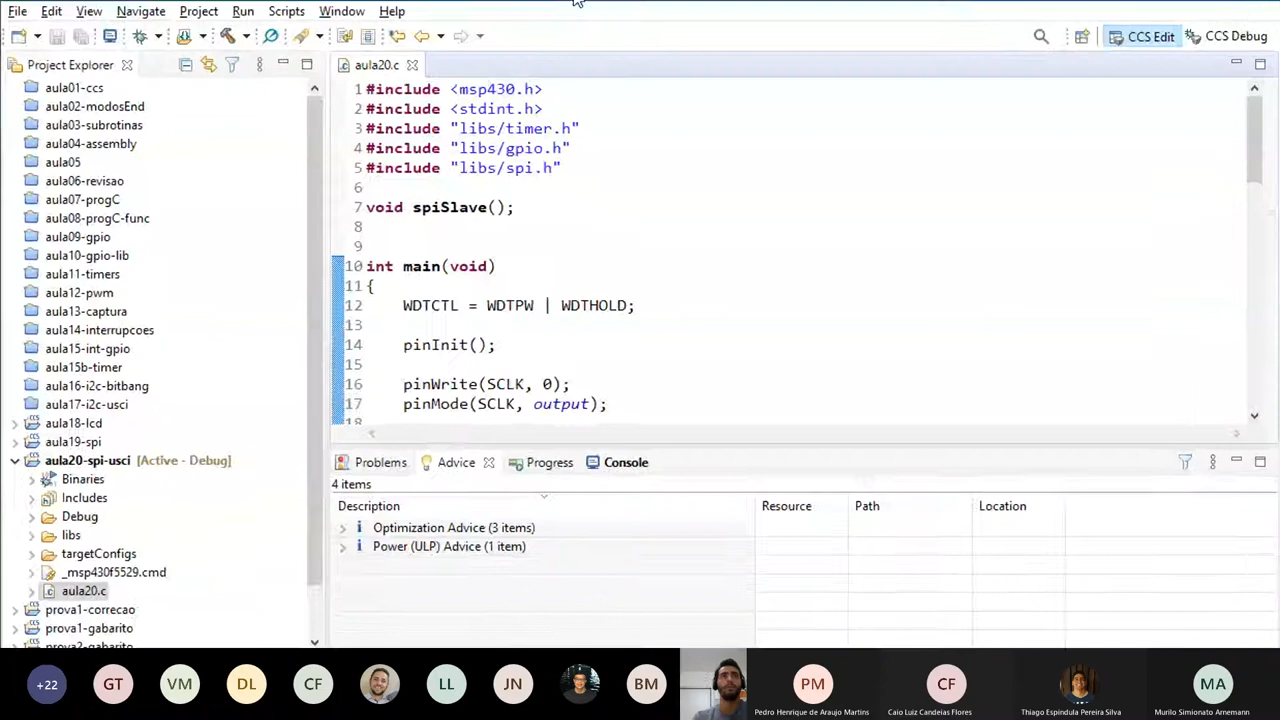 File Edit View Navigate Project Run Scripts Window Help
CCS Edit CCS Debug
Project Explorer
aula01-ccs
aula02-modosEnd
aula03-subrotinas
aula04-assembly
aula05
aula06-revisao
aula07-progC
aula08-progC-func
aula09-gpio
aula10-gpio-lib
aula11-timers
aula12-pwm
aula13-captura
aula14-interrupcoes
aula15-int-gpio
aula15b-timer
aula16-i2c-bitbang
aula17-i2c-usci
aula18-lcd
aula19-spi
aula20-spi-usci [Active - Debug]
Binaries
Includes
Debug
libs
targetConfigs
_msp430f5529.cmd
aula20.c
prova1-correcao
prova1-gabarito
prova2-gabarito
aula20.c
1 #include <msp430.h>
2 #include <stdint.h>
3 #include "libs/timer.h"
4 #include "libs/gpio.h"
5 #include "libs/spi.h"
6
7 void spiSlave();
8
9
10 int main(void)
11 {
12 WDTCTL = WDTPW | WDTHOLD;
13
14 pinInit();
15
16 pinWrite(SCLK, 0);
17 pinMode(SCLK, output);
18
Problems Advice Progress Console
4 items
Description Resource Path Location
Optimization Advice (3 items)
Power (ULP) Advice (1 item)
+22 GT VM DL CF LL JN BM PM CF MA
Pedro Henrique de Araujo Martins Caio Luiz Candeias Flores Thiago Espindula Pereira Silva Murilo Simionato Arnemann